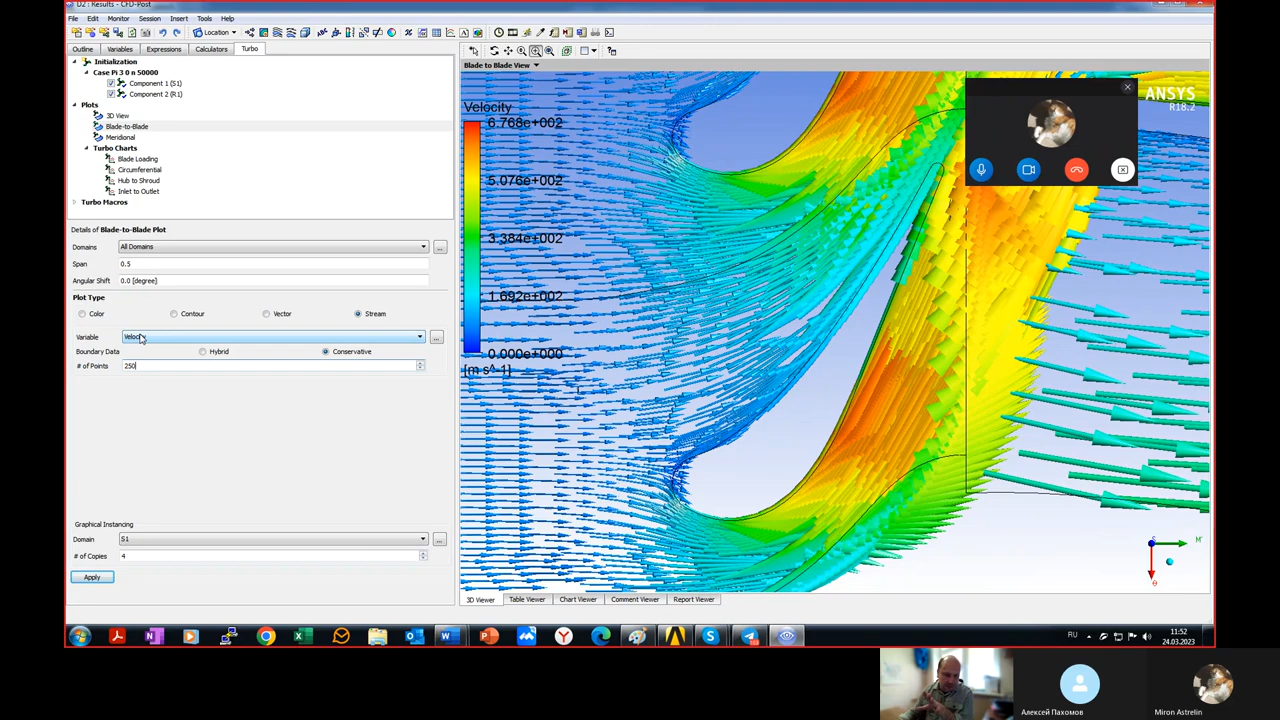 D2 : Results - CFD-Post
File Edit Monitor Session Insert Tools Help
Location
Outline Variables Expressions Calculators Turbo
Initialization
Case Pi 3 0 n 50000
Component 1 (S1)
Component 2 (R1)
Plots
3D View
Blade-to-Blade
Meridional
Turbo Charts
Blade Loading
Circumferential
Hub to Shroud
Inlet to Outlet
Turbo Macros
Details of Blade-to-Blade Plot
Domains All Domains ...
Span 0.5
Angular Shift 0.0 [degree]
Plot Type
Color Contour Vector Stream
Variable Velocity ...
Boundary Data Hybrid Conservative
# of Points 250
Graphical Instancing
Domain S1 ...
# of Copies 4
Apply
Blade to Blade View
Velocity
6.768e+002
5.076e+002
3.384e+002
1.692e+002
0.000e+000
[m s^-1]
ANSYS
R18.2
3D Viewer Table Viewer Chart Viewer Comment Viewer Report Viewer
RU
11:52
24.03.2023
Алексей Пахомов
Miron Astrelin